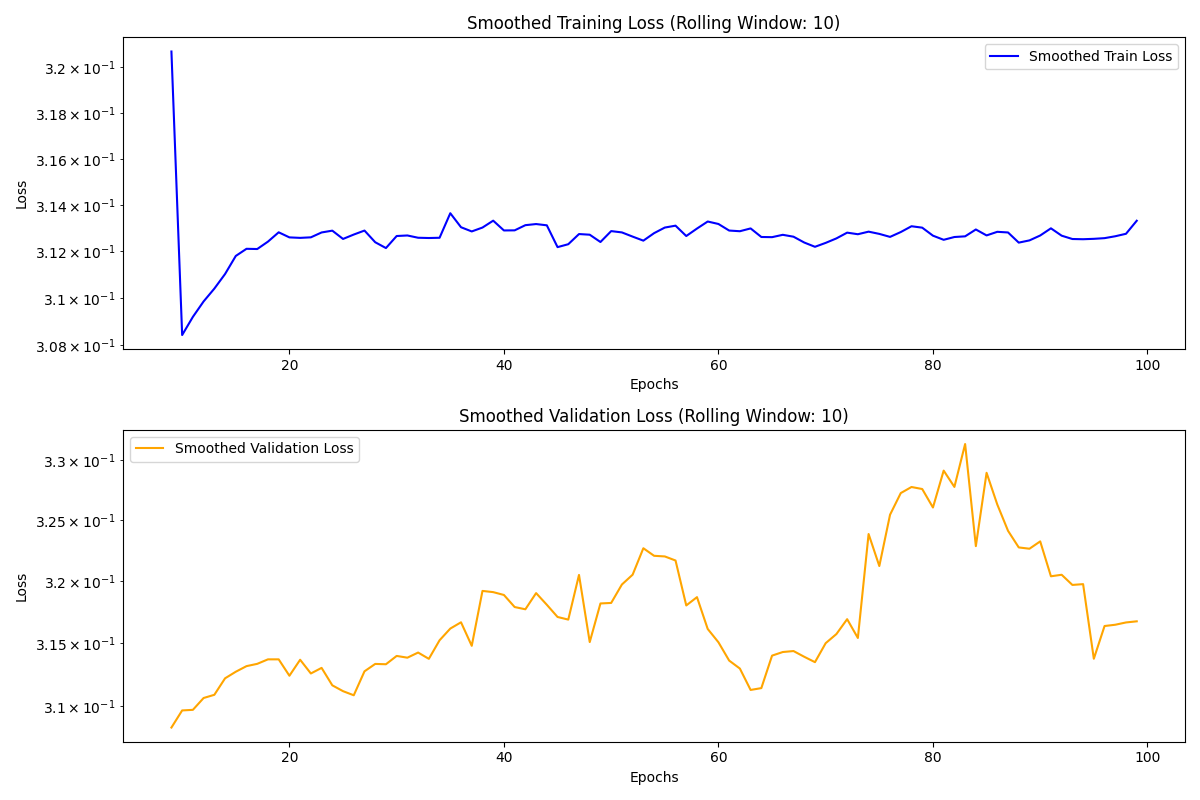 Smoothed Training Loss (Rolling Window: 10)
Smoothed Train Loss
3.2 × 10⁻¹
3.18 × 10⁻¹
3.16 × 10⁻¹
3.14 × 10⁻¹
3.12 × 10⁻¹
3.1 × 10⁻¹
3.08 × 10⁻¹
Loss
20 40 60 80 100
Epochs
Smoothed Validation Loss (Rolling Window: 10)
Smoothed Validation Loss
3.3 × 10⁻¹
3.25 × 10⁻¹
3.2 × 10⁻¹
3.15 × 10⁻¹
3.1 × 10⁻¹
Loss
20 40 60 80 100
Epochs